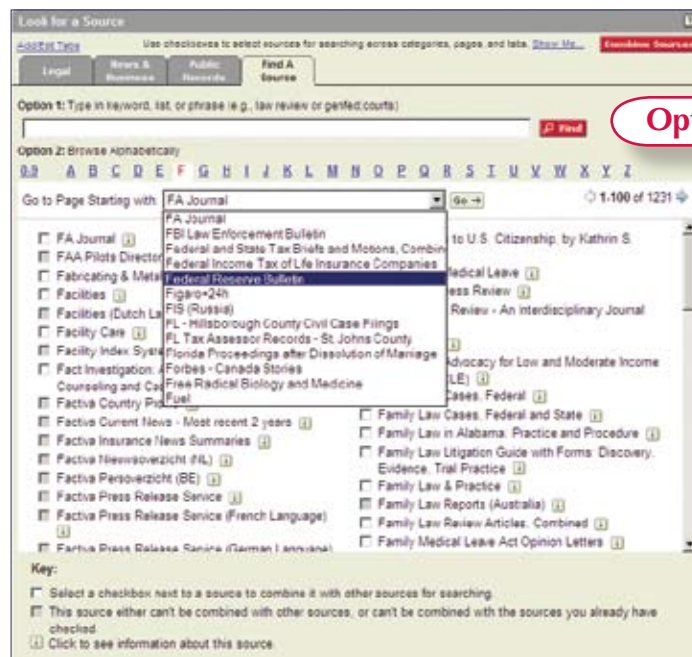 Look for a Source
Add/Edit Tabs Use checkboxes to select sources for searching across categories, pages, and tabs. Show Me... Combine Sources
Legal News & Business Public Records Find A Source
Option 1: Type in keyword, list, or phrase (e.g., law review or genfed;courts)
Find
Opt
Option 2: Browse Alphabetically
0-9 A B C D E F G H I J K L M N O P Q R S T U V W X Y Z
Go to Page Starting with: FA Journal Go → 1-100 of 1231
FA Journal
FBI Law Enforcement Bulletin
Federal and State Tax Briefs and Motions, Combin
Federal Income Tax of Life Insurance Companies
Federal Reserve Bulletin
Figaro+24h
FIS (Russia)
FL - Hillsborough County Civil Case Filings
FL Tax Assessor Records - St. Johns County
Florida Proceedings after Dissolution of Marriage
Forbes - Canada Stories
Free Radical Biology and Medicine
Fuel
FA Journal
FAA Pilots Director
Fabricating & Meta
Facilities
Facilities (Dutch La
Facility Care
Facility Index Syste
Fact Investigation: A
Counseling and
Factiva Country
Factiva Current News - Most recent 2 years
Factiva Insurance News Summaries
Factiva Nieuwsoverzicht (NL)
Factiva Persoverzicht (BE)
Factiva Press Release Service
Factiva Press Release Service (French Language)
Factiva Press Release Service (German Language)
to U.S. Citizenship, by Kathrin S.
edical Leave
ess Review
Review - An Interdisciplinary Journal
Advocacy for Low and Moderate Income
LE)
Cases, Federal
Family Law Cases, Federal and State
Family Law in Alabama: Practice and Procedure
Family Law Litigation Guide with Forms: Discovery,
Evidence, Trial Practice
Family Law & Practice
Family Law Reports (Australia)
Family Law Review Articles, Combined
Family Medical Leave Act Opinion Letters
Key:
Select a checkbox next to a source to combine it with other sources for searching.
This source either can't be combined with other sources, or can't be combined with the sources you already have
checked.
Click to see information about this source.